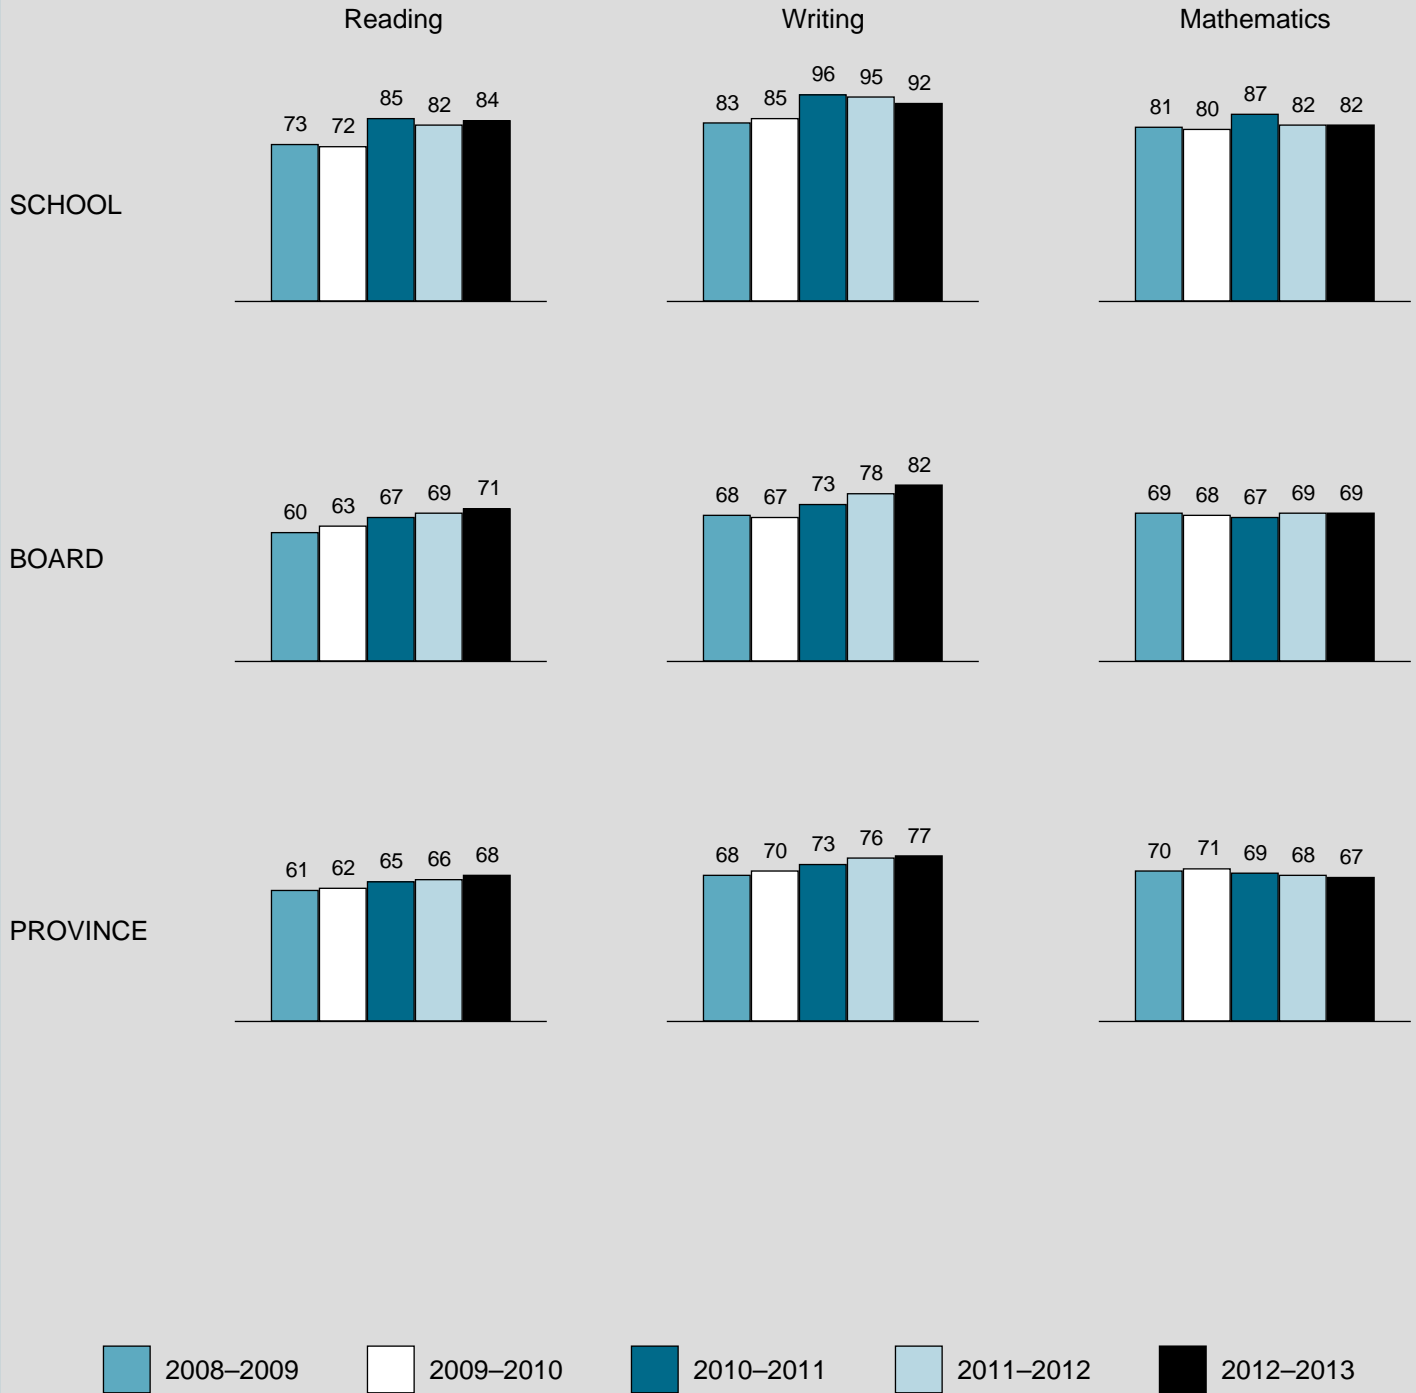 Reading Writing Mathematics
73 72 85 82 84 83 85 96 95 92 81 80 87 82 82
SCHOOL
60 63 67 69 71 68 67 73 78 82 69 68 67 69 69
BOARD
61 62 65 66 68 68 70 73 76 77 70 71 69 68 67
PROVINCE
2008–2009 2009–2010 2010–2011 2011–2012 2012–2013